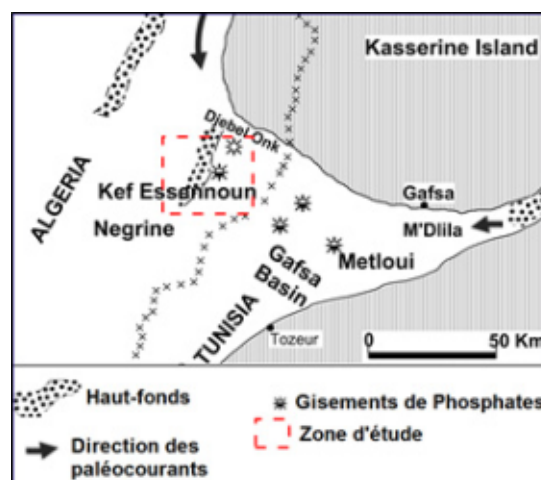 Kasserine Island
Djebel Onk
ALGERIA
Kef Essennoun
Negrine
Gafsa
M'Dlila
Metloui
Gafsa
Basin
TUNISIA
Tozeur
0 50 Km
Haut-fonds
Gisements de Phosphates
Direction des
paléocourants
Zone d'étude